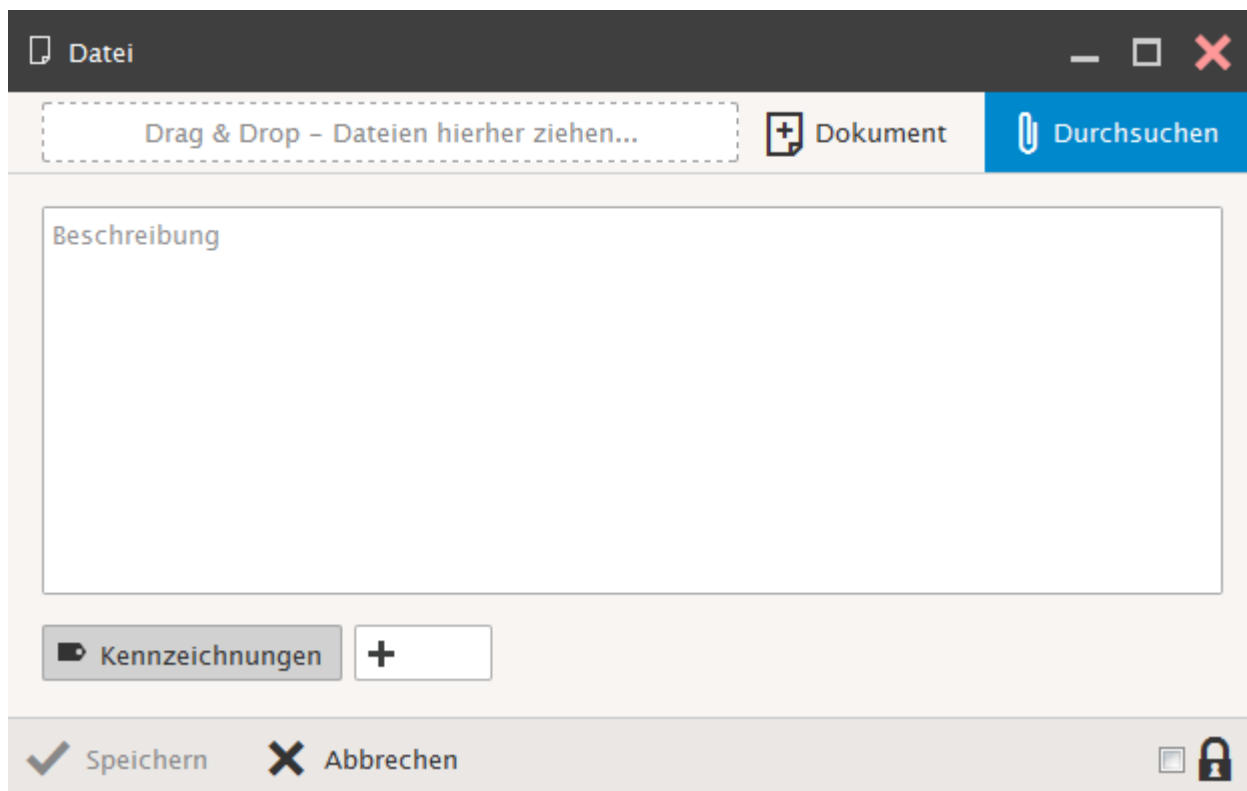 Datei
Drag & Drop – Dateien hierher ziehen...
Dokument
Durchsuchen
Beschreibung
Kennzeichnungen
Speichern
Abbrechen